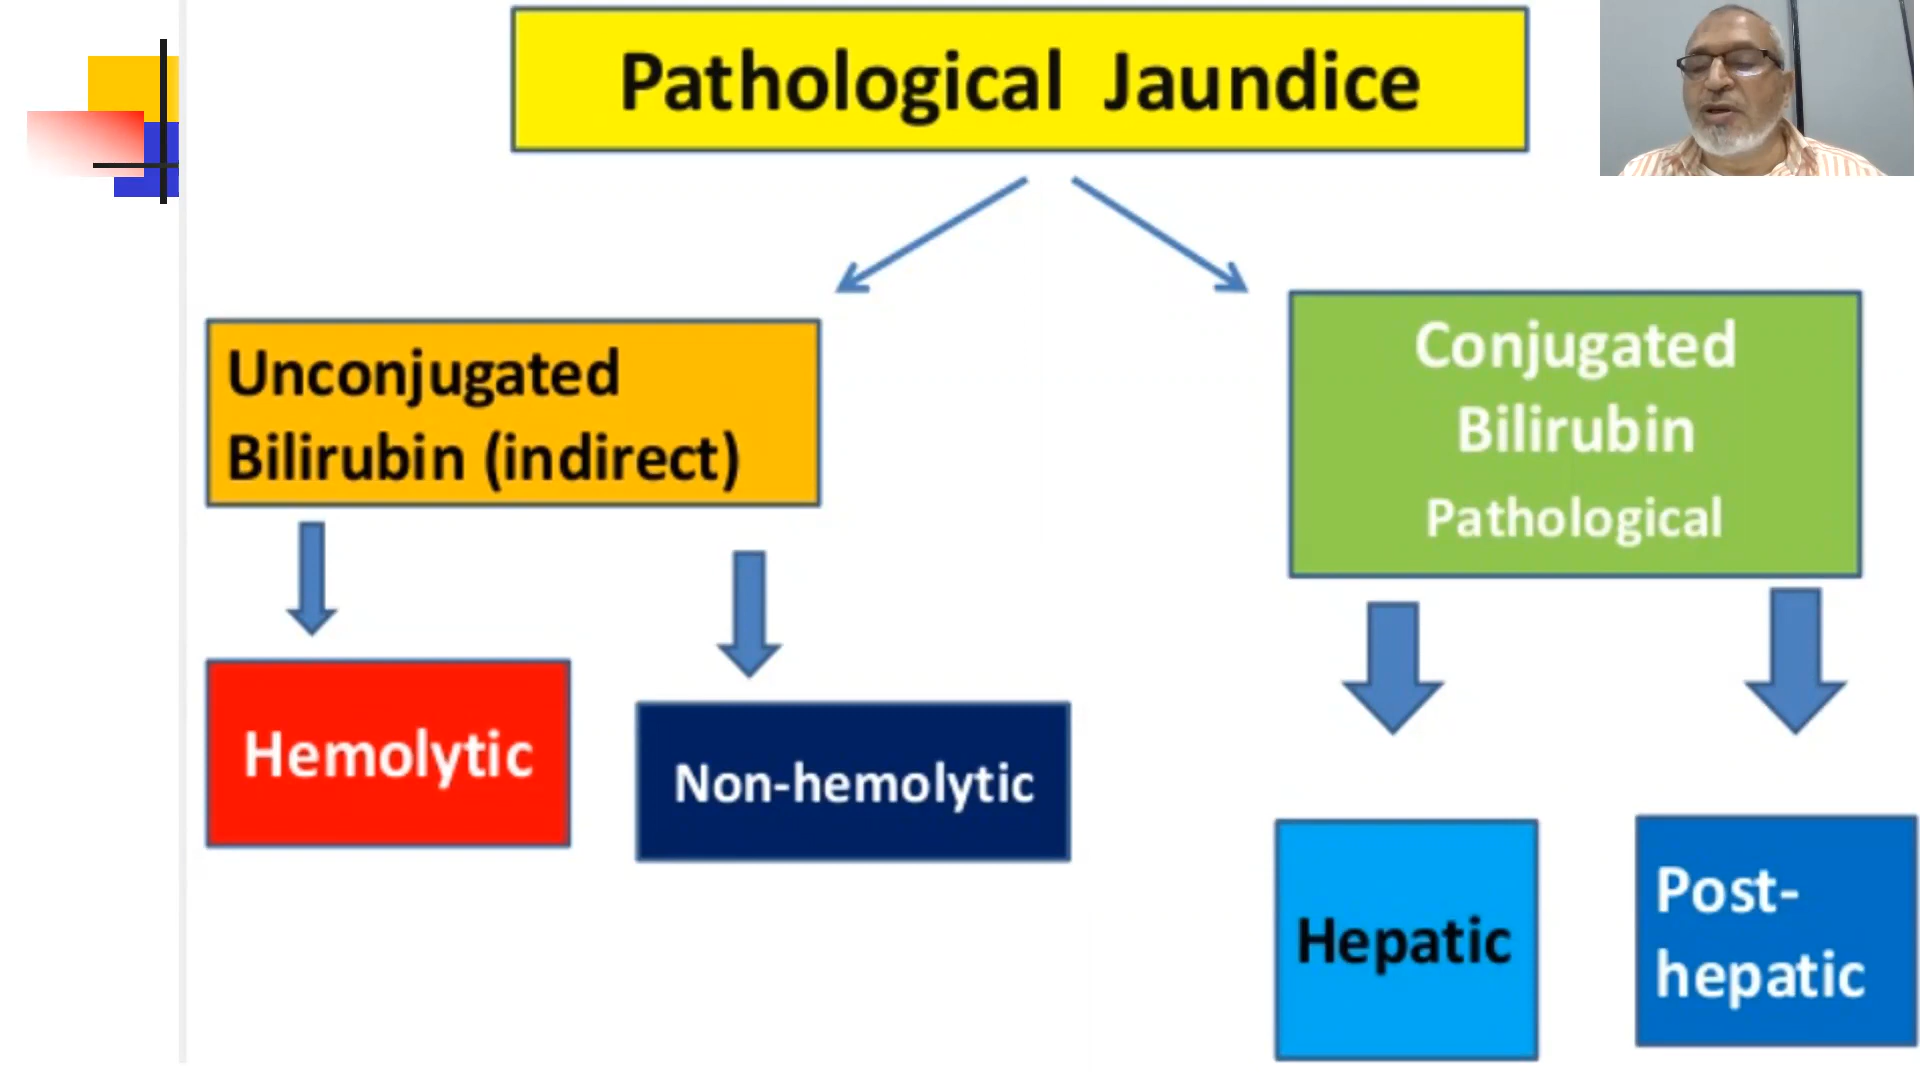 Pathological Jaundice
Unconjugated
Bilirubin (indirect)
Conjugated
Bilirubin
Pathological
Hemolytic
Non-hemolytic
Hepatic
Post-
hepatic